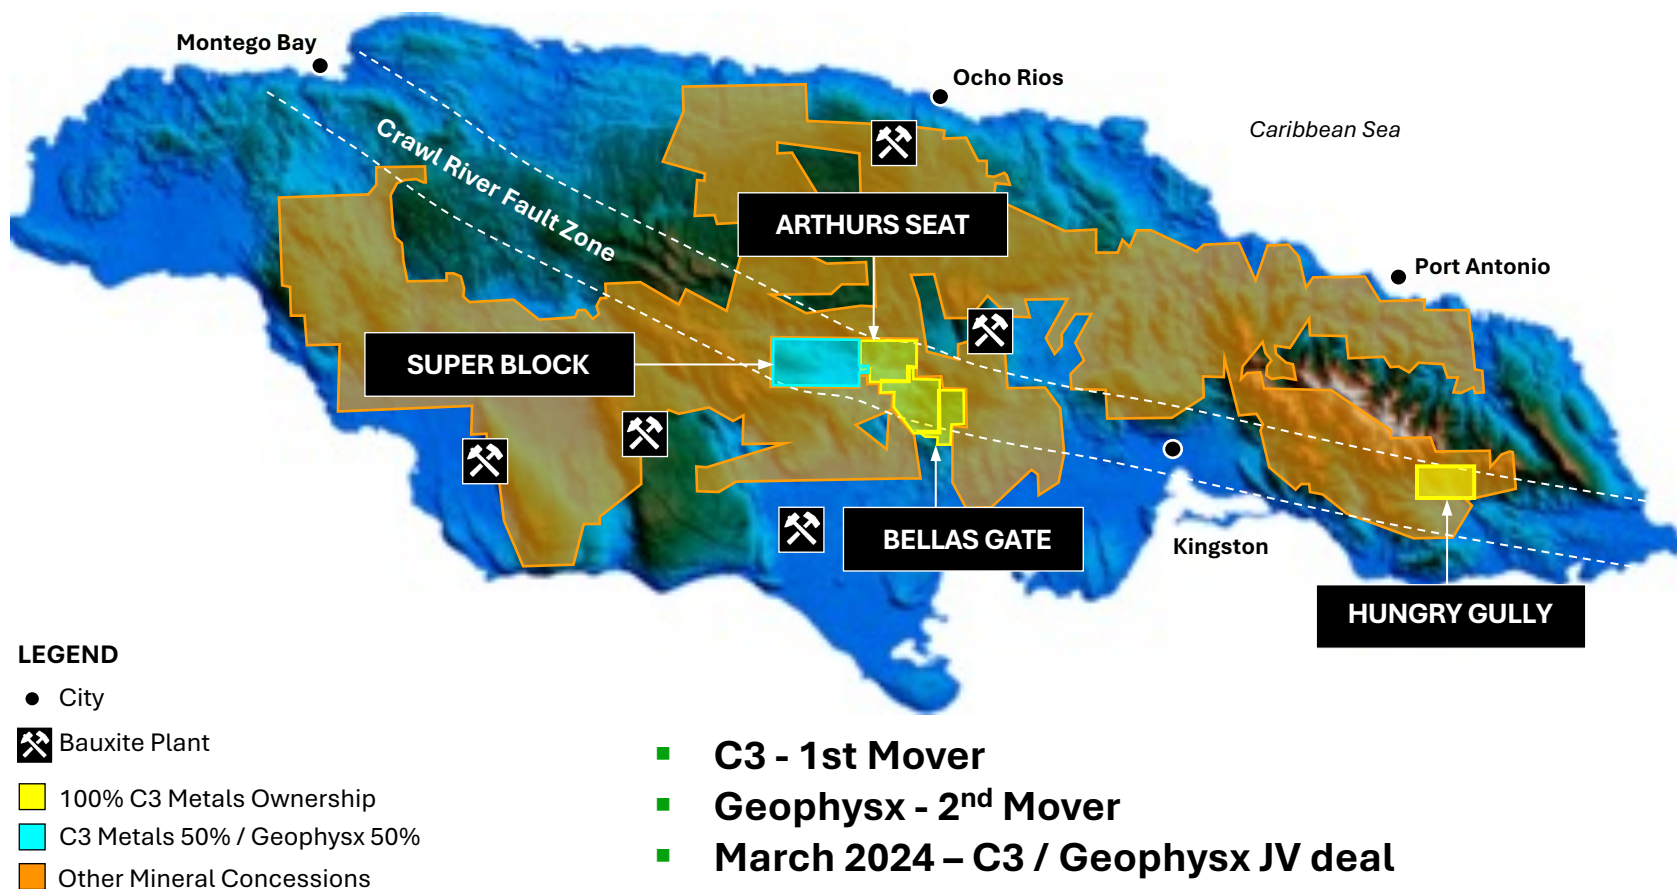 Montego Bay
Ocho Rios
Caribbean Sea
Crawl River Fault Zone
ARTHURS SEAT
Port Antonio
SUPER BLOCK
BELLAS GATE
Kingston
HUNGRY GULLY
LEGEND
City
Bauxite Plant
100% C3 Metals Ownership
C3 Metals 50% / Geophysx 50%
Other Mineral Concessions
▪ C3 - 1st Mover
▪ Geophysx - 2nd Mover
▪ March 2024 – C3 / Geophysx JV deal